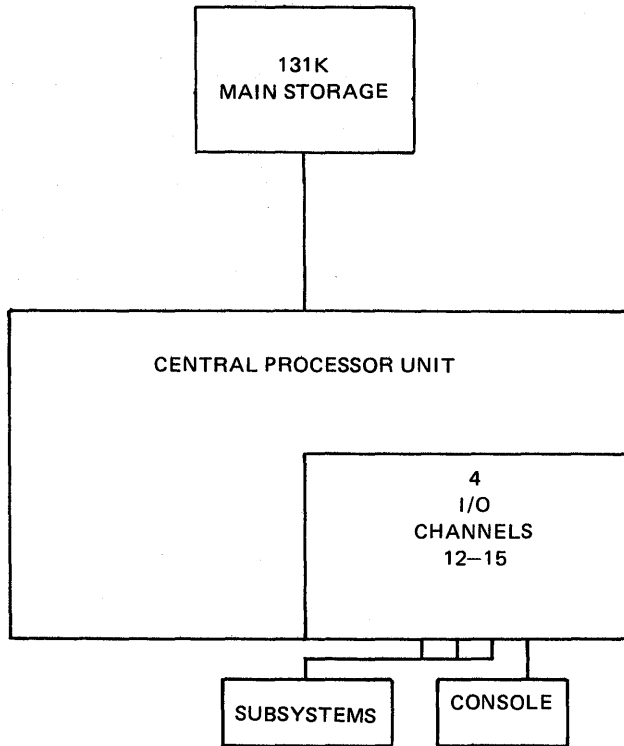 131K
MAIN STORAGE
CENTRAL PROCESSOR UNIT
4
I/O
CHANNELS
12–15
SUBSYSTEMS
CONSOLE